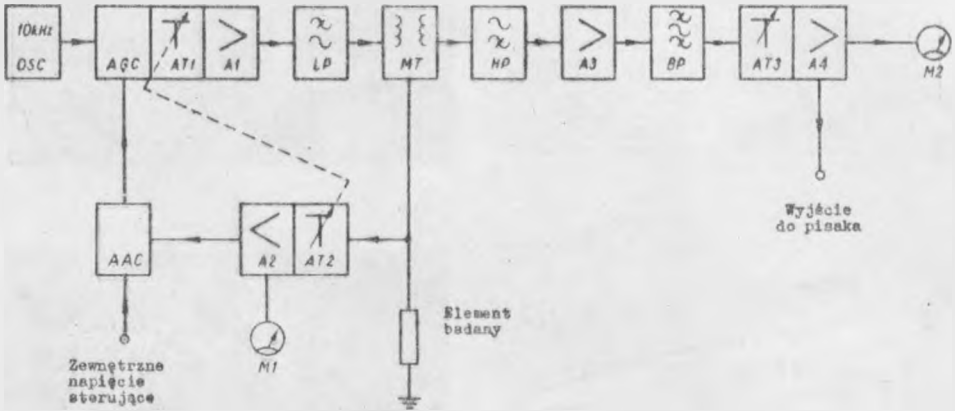 10kHz
OSC
AGC
AT1
A1
LP
MT
HP
A3
BP
AT3
A4
M2
Wyjście
do pisaka
AAC
A2
AT2
M1
Element
badany
Zewnętrzne
napięcie
sterujące